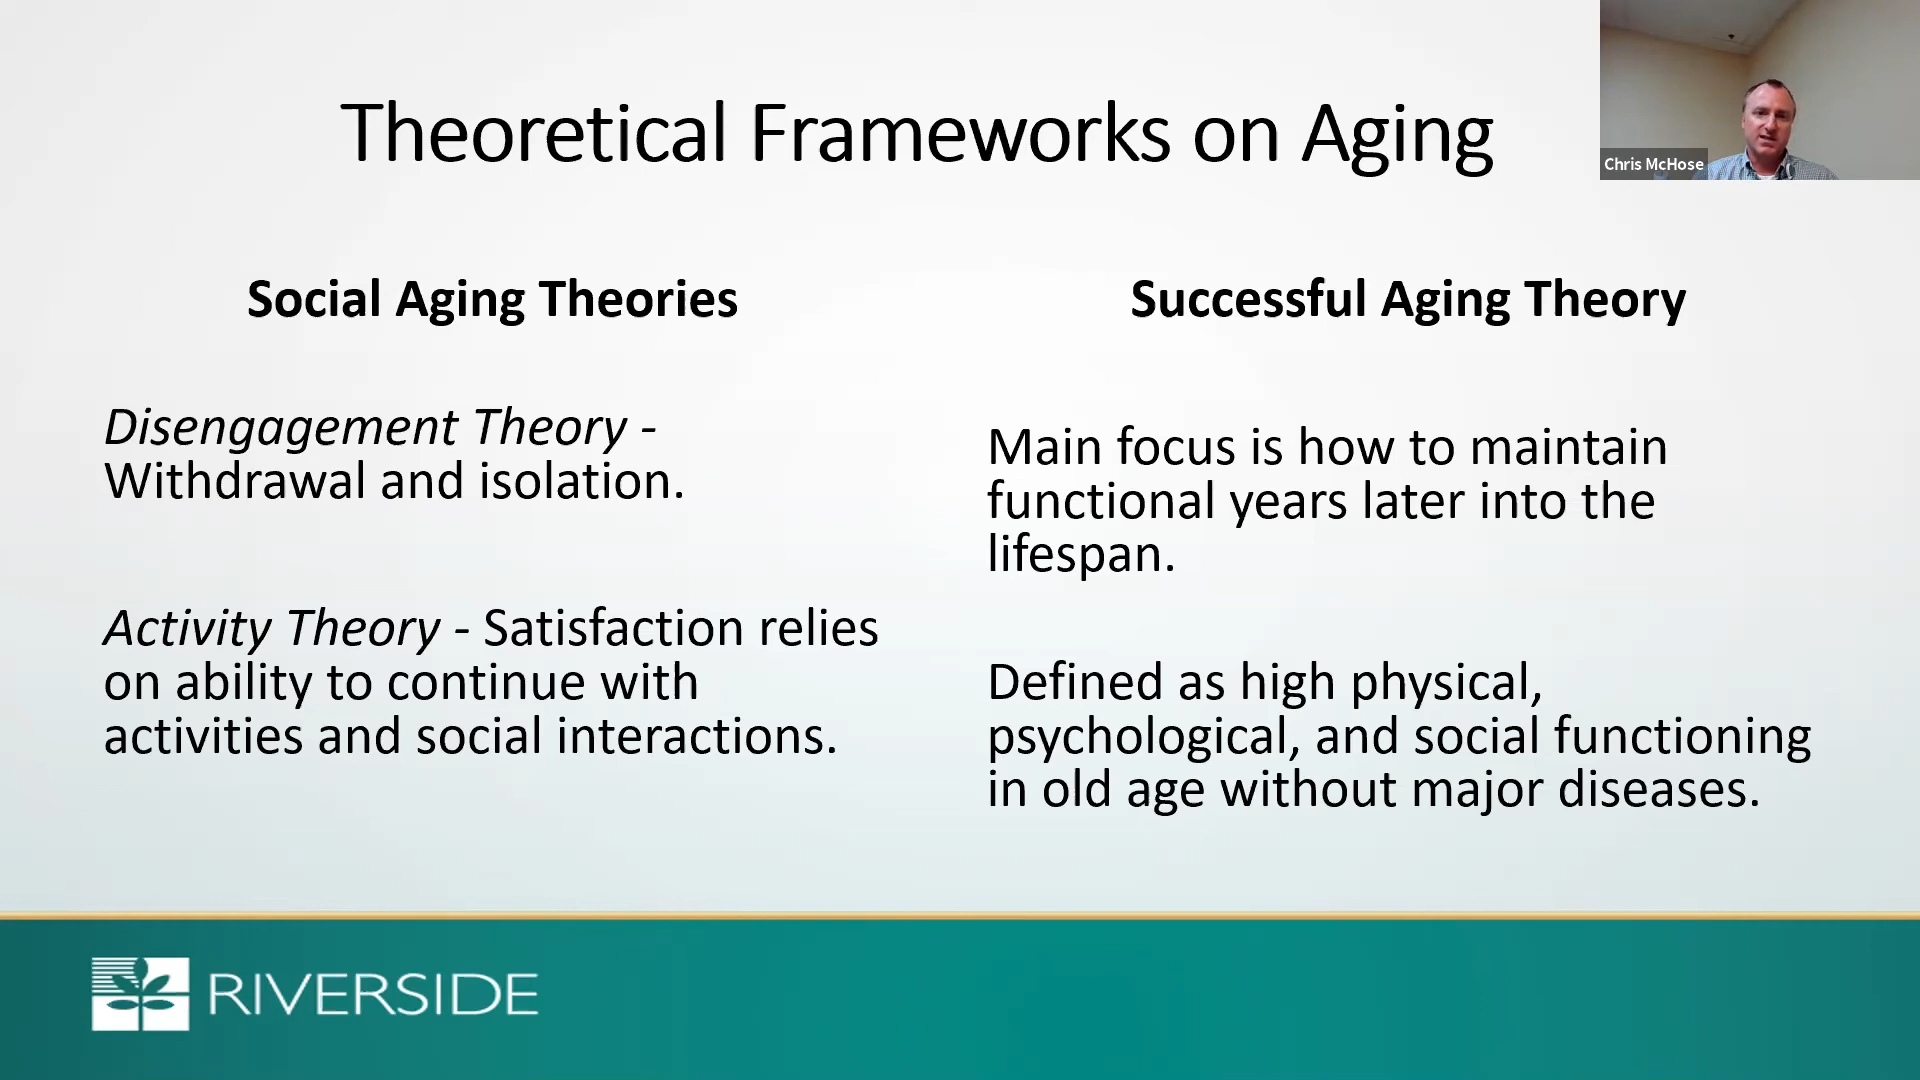 Theoretical Frameworks on Aging
Chris McHose
Social Aging Theories
Disengagement Theory -
Withdrawal and isolation.
Activity Theory - Satisfaction relies
on ability to continue with
activities and social interactions.
Successful Aging Theory
Main focus is how to maintain
functional years later into the
lifespan.
Defined as high physical,
psychological, and social functioning
in old age without major diseases.
RIVERSIDE